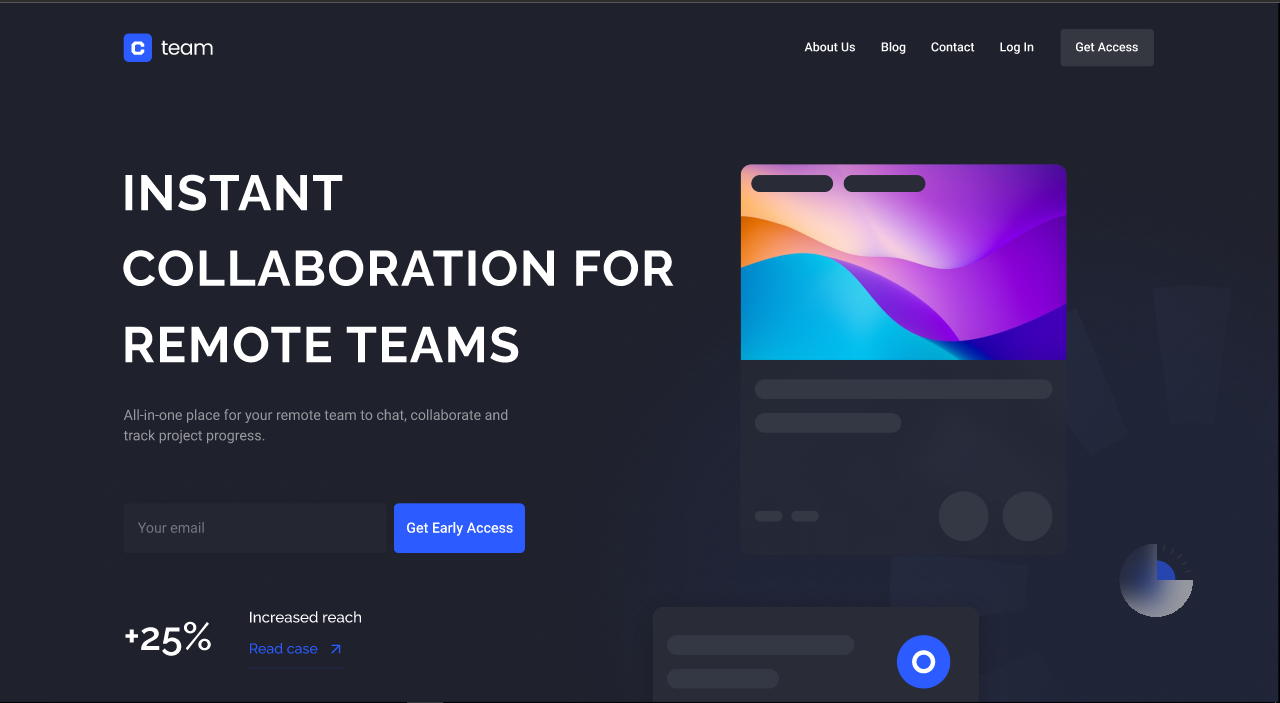 C team
About Us Blog Contact Log In Get Access
INSTANT
COLLABORATION FOR
REMOTE TEAMS
All-in-one place for your remote team to chat, collaborate and
track project progress.
Your email Get Early Access
+25% Increased reach
Read case